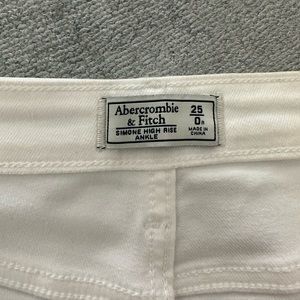 Abercrombie
& Fitch
SIMONE HIGH RISE
ANKLE
25
0R
MADE IN
CHINA